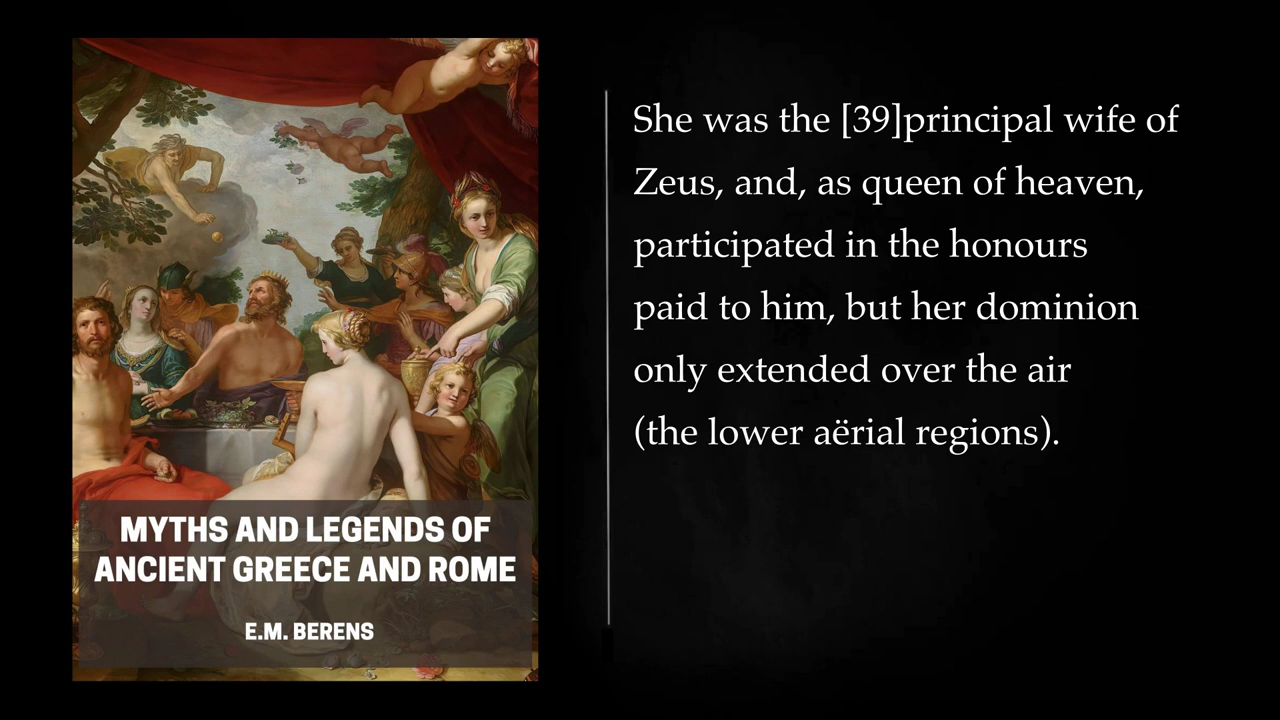 MYTHS AND LEGENDS OF
ANCIENT GREECE AND ROME
E.M. BERENS
She was the [39]principal wife of
Zeus, and, as queen of heaven,
participated in the honours
paid to him, but her dominion
only extended over the air
(the lower aërial regions).